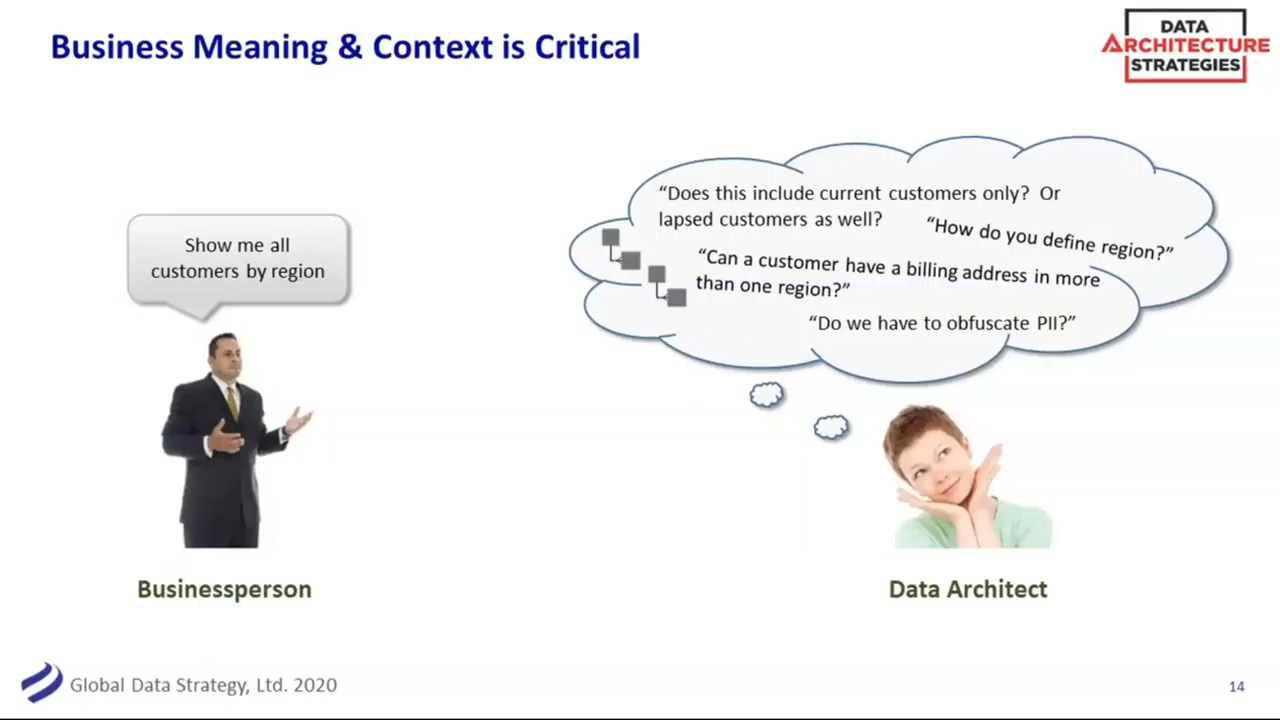 Business Meaning & Context is Critical
DATA
ARCHITECTURE
STRATEGIES
Show me all
customers by region
“Does this include current customers only? Or
lapsed customers as well?
“How do you define region?”
“Can a customer have a billing address in more
than one region?”
“Do we have to obfuscate PII?”
Businessperson
Data Architect
Global Data Strategy, Ltd. 2020
14